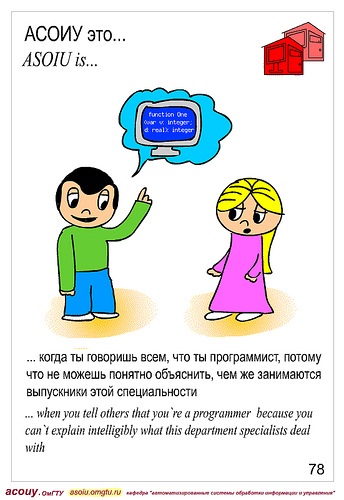 АСОИУ это...
ASOIU is...
function One
(var v: integer;
d: real): integer
... когда ты говоришь всем, что ты программист, потому
что не можешь понятно объяснить, чем же занимаются
выпускники этой специальности
... when you tell others that you`re a programmer because you
can`t explain intelligibly what this department specialists deal
with
78
асоиу.ОмГТУ asoiu.omgtu.ru кафедра "автоматизированные системы обработки информации и управления"